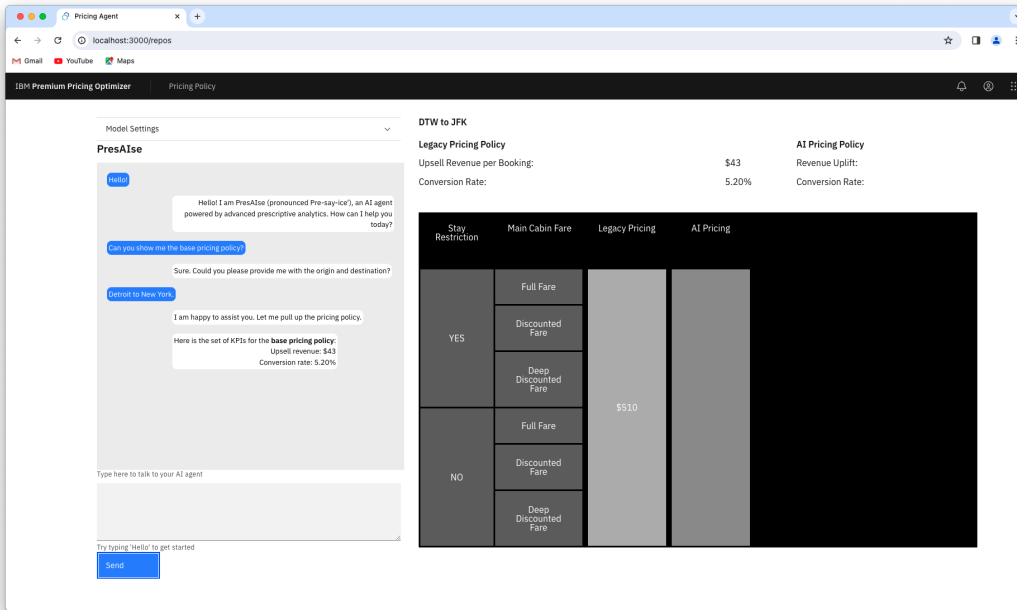 Pricing Agent
localhost:3000/repos
Gmail YouTube Maps
IBM Premium Pricing Optimizer Pricing Policy
Model Settings
PresAIse
Hello!
Hello! I am PresAIse (pronounced Pre-say-ice'), an AI agent
powered by advanced prescriptive analytics. How can I help you
today?
Can you show me the base pricing policy?
Sure. Could you please provide me with the origin and destination?
Detroit to New York.
I am happy to assist you. Let me pull up the pricing policy.
Here is the set of KPIs for the base pricing policy:
Upsell revenue: $43
Conversion rate: 5.20%
Type here to talk to your AI agent
Try typing 'Hello' to get started
Send
DTW to JFK
Legacy Pricing Policy
Upsell Revenue per Booking: $43
Conversion Rate: 5.20%
AI Pricing Policy
Revenue Uplift:
Conversion Rate:
Stay
Restriction
Main Cabin Fare
Legacy Pricing
AI Pricing
YES
Full Fare
Discounted
Fare
Deep
Discounted
Fare
$510
NO
Full Fare
Discounted
Fare
Deep
Discounted
Fare